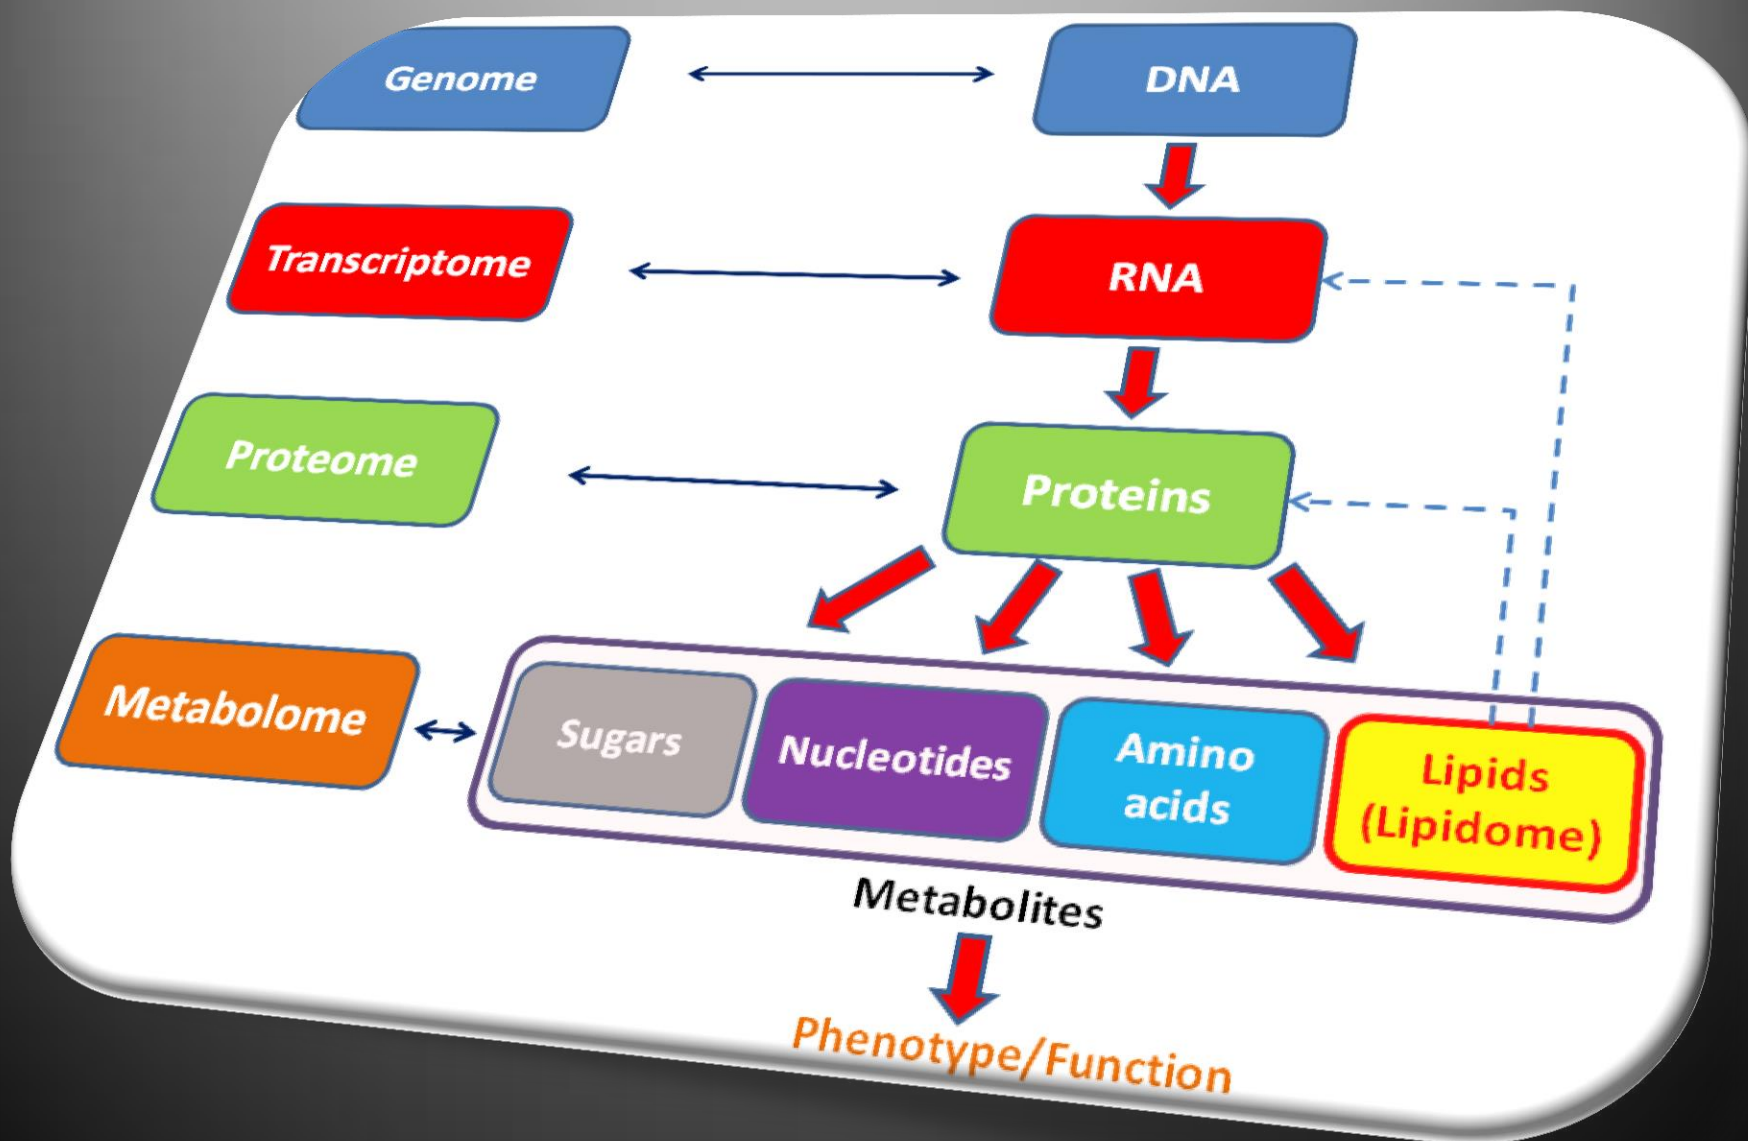 Genome
DNA
Transcriptome
RNA
Proteome
Proteins
Metabolome
Sugars
Nucleotides
Amino
acids
Lipids
(Lipidome)
Metabolites
Phenotype/Function